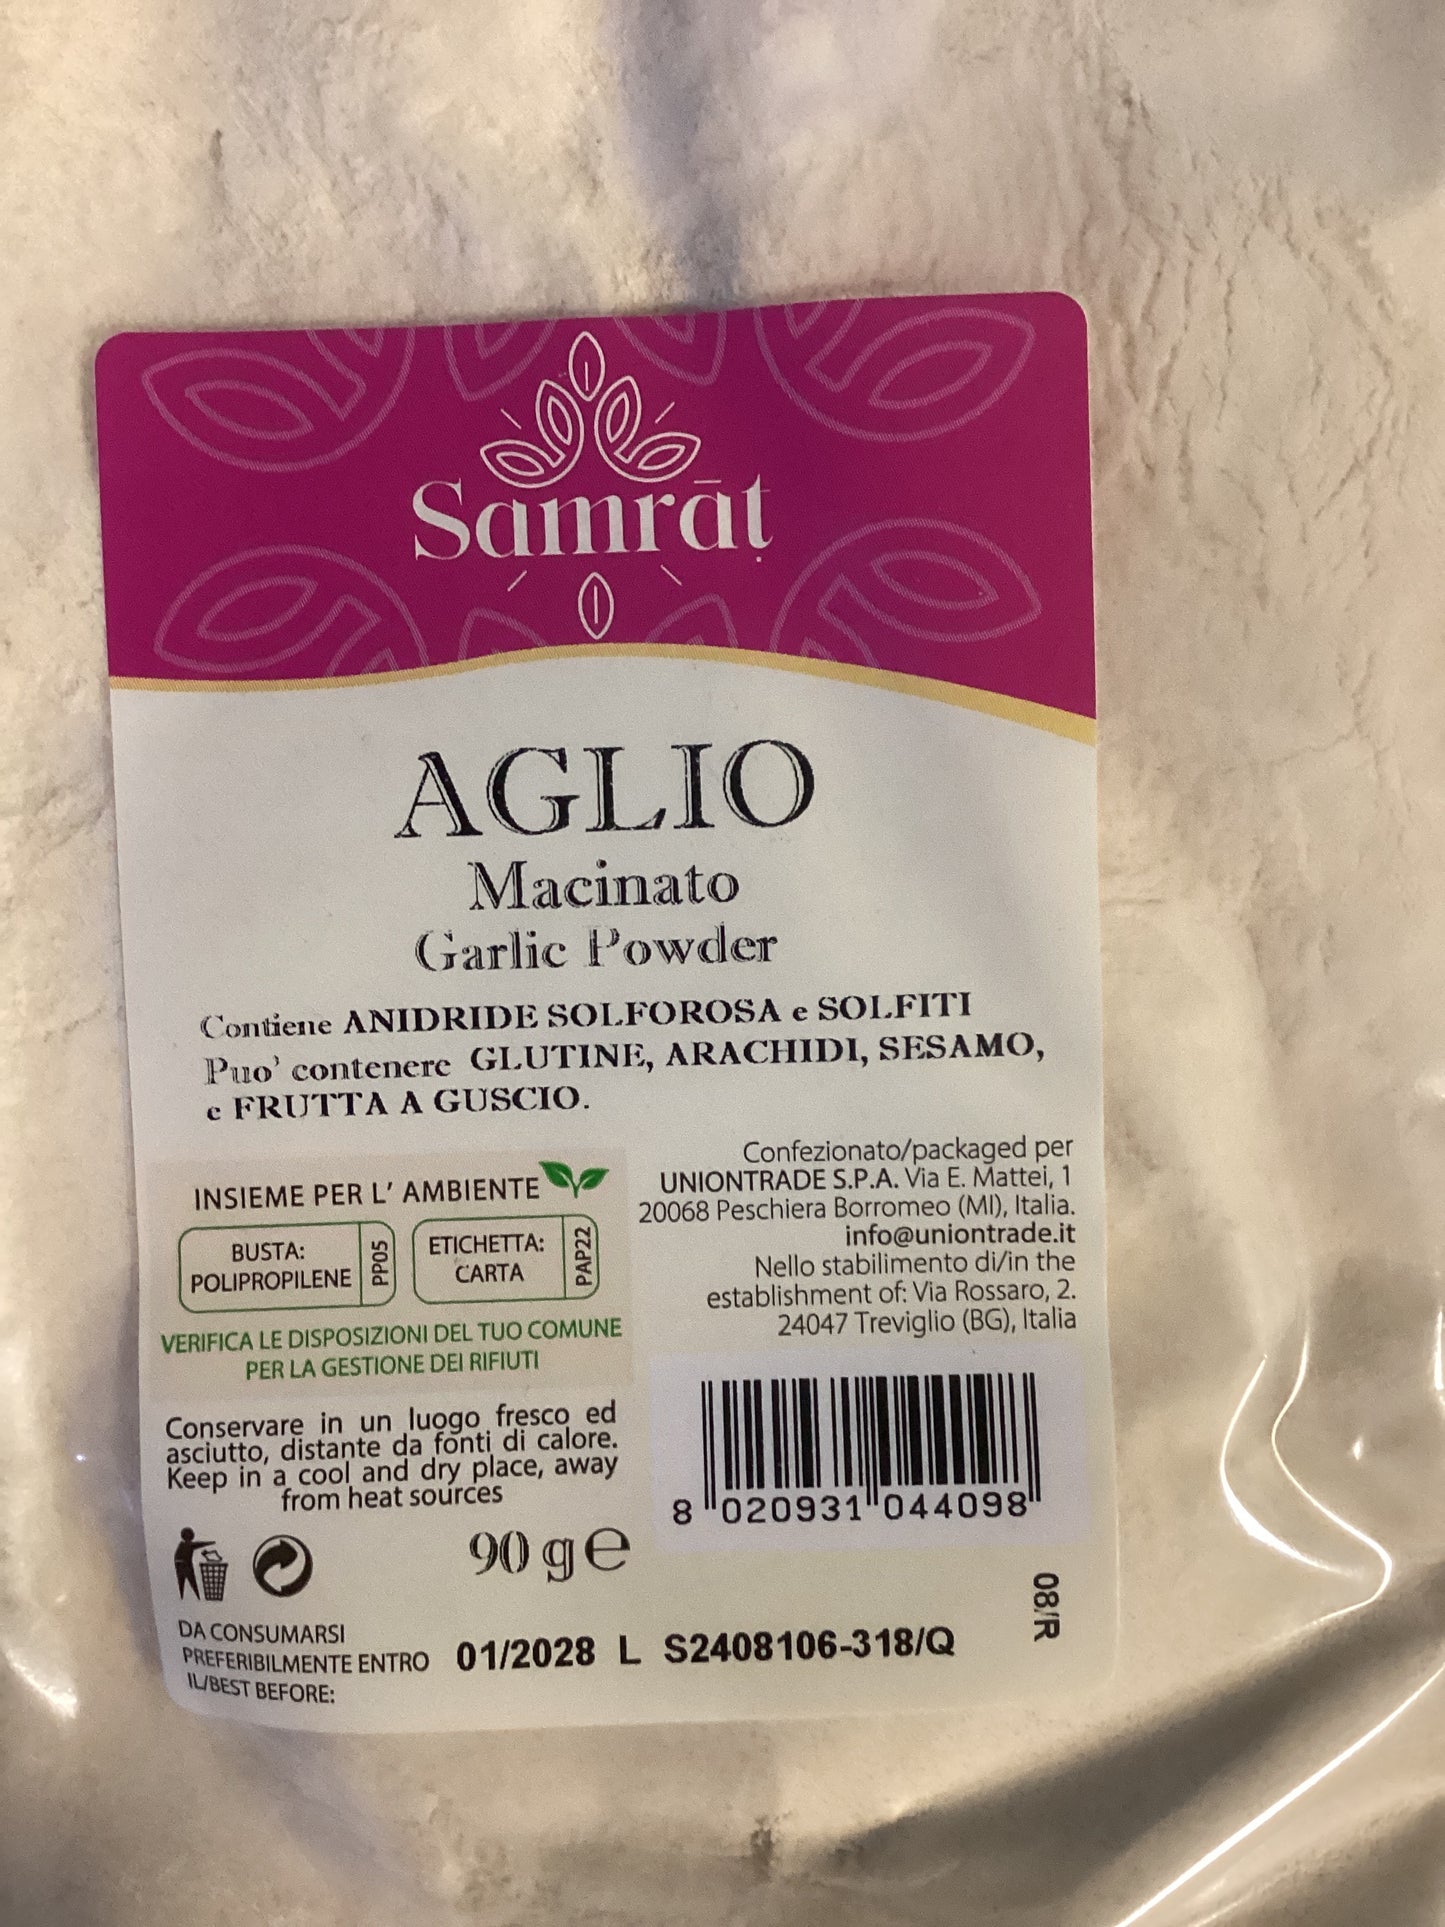 Samrāṭ
AGLIO
Macinato
Garlic Powder
Contiene ANIDRIDE SOLFOROSA e SOLFITI
Puo' contenere GLUTINE, ARACHIDI, SESAMO,
e FRUTTA A GUSCIO.
INSIEME PER L' AMBIENTE
BUSTA:
POLIPROPILENE
PP05
ETICHETTA:
CARTA
PAP22
VERIFICA LE DISPOSIZIONI DEL TUO COMUNE
PER LA GESTIONE DEI RIFIUTI
Confezionato/packaged per
UNIONTRADE S.P.A. Via E. Mattei, 1
20068 Peschiera Borromeo (MI), Italia.
info@uniontrade.it
Nello stabilimento di/in the
establishment of: Via Rossaro, 2.
24047 Treviglio (BG), Italia
Conservare in un luogo fresco ed
asciutto, distante da fonti di calore.
Keep in a cool and dry place, away
from heat sources
8 020931 044098
90 g e
08/R
DA CONSUMARSI
PREFERIBILMENTE ENTRO
IL/BEST BEFORE:
01/2028 L S2408106-318/Q